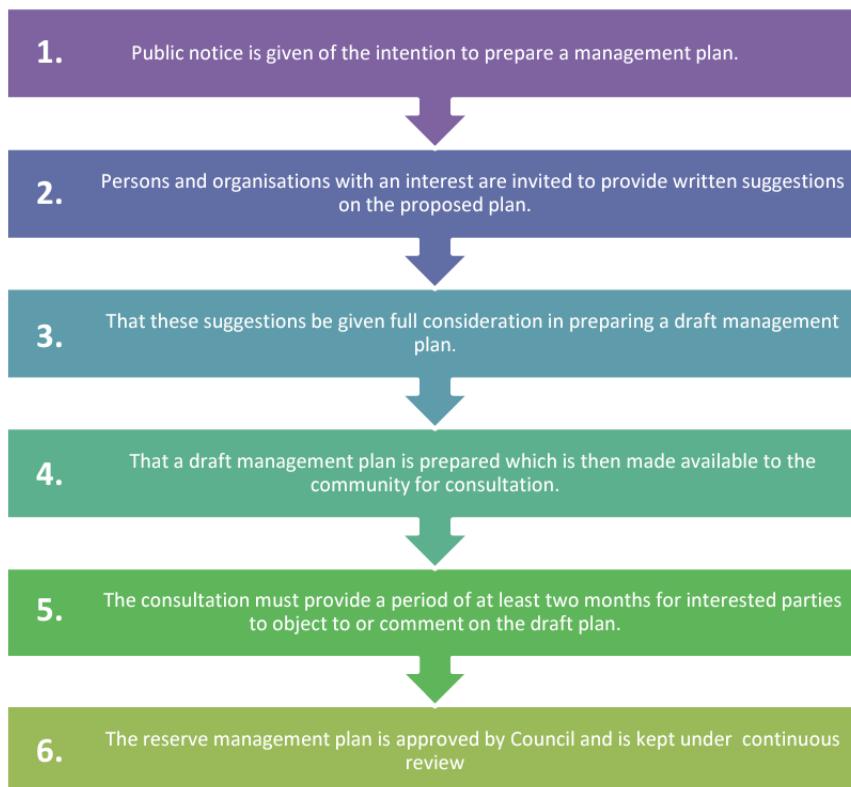 1.
Public notice is given of the intention to prepare a management plan.
2.
Persons and organisations with an interest are invited to provide written suggestions
on the proposed plan.
3.
That these suggestions be given full consideration in preparing a draft management
plan.
4.
That a draft management plan is prepared which is then made available to the
community for consultation.
5.
The consultation must provide a period of at least two months for interested parties
to object to or comment on the draft plan.
6.
The reserve management plan is approved by Council and is kept under  continuous
review